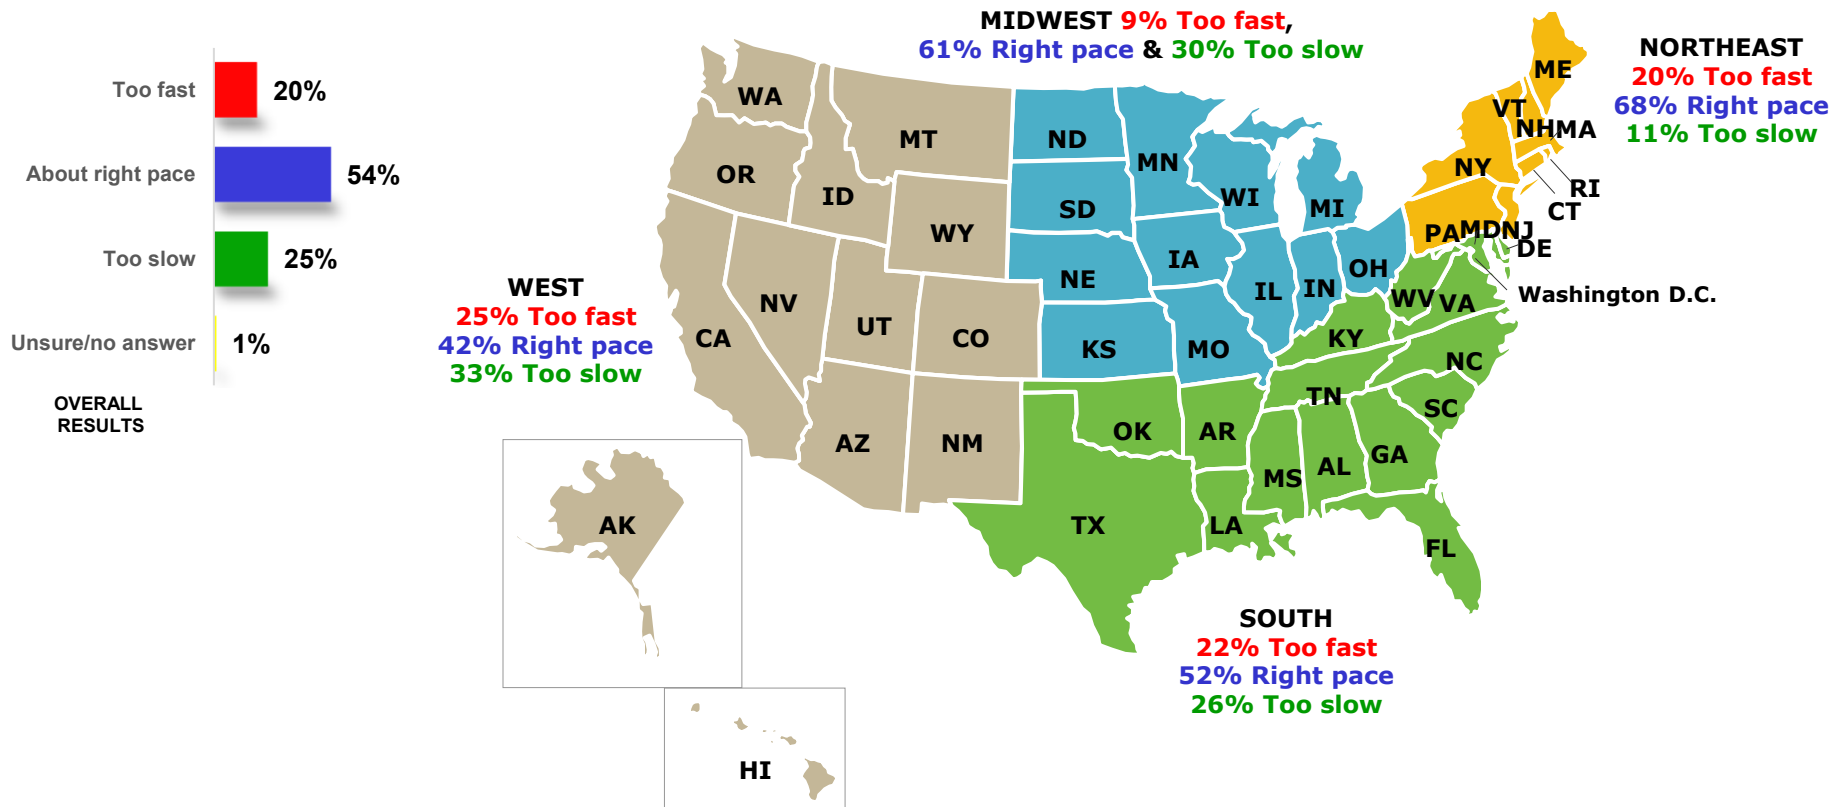 MIDWEST 9% Too fast,
61% Right pace & 30% Too slow
NORTHEAST
20% Too fast
68% Right pace
11% Too slow
Too fast 20%
About right pace 54%
Too slow 25%
Unsure/no answer 1%
OVERALL
RESULTS
WEST
25% Too fast
42% Right pace
33% Too slow
SOUTH
22% Too fast
52% Right pace
26% Too slow
WA
OR
ID
MT
WY
CA
NV
UT
CO
AZ
NM
AK
HI
ND
SD
NE
KS
MN
IA
MO
WI
IL
MI
IN
OH
ME
VT
NH
MA
NY
RI
CT
PA
NJ
MD
DE
Washington D.C.
WV
VA
KY
NC
TN
SC
OK
AR
TX
LA
MS
AL
GA
FL